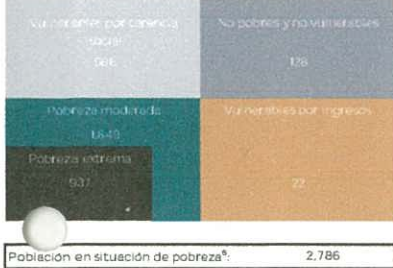 Vulnerables por carencia
social
No pobres y no vulnerables
128
Pobreza moderada
1,849
Vulnerables por ingresos
Pobreza extrema
937
22
Población en situación de pobreza⁶: 2,786